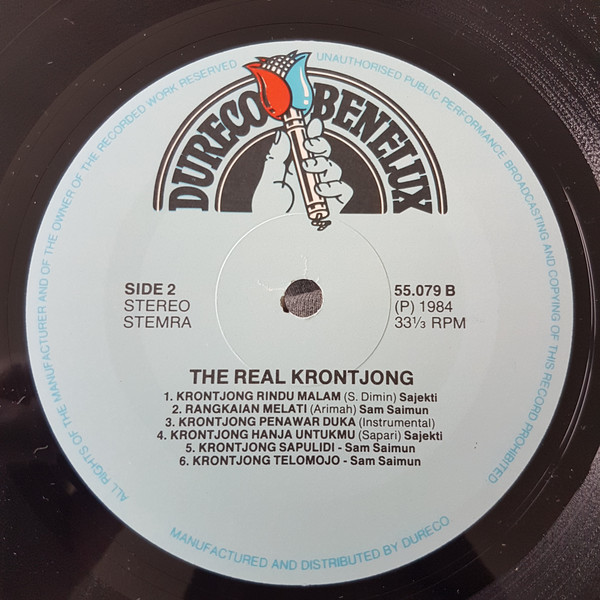 ALL RIGHTS OF THE MANUFACTURER AND OF THE OWNER OF THE RECORDED WORK RESERVED
UNAUTHORISED PUBLIC PERFORMANCE BROADCASTING AND COPYING OF THIS RECORD PROHIBITED
DURECO BENELUX
SIDE 2
STEREO
STEMRA
55.079 B
(P) 1984
33⅓ RPM
THE REAL KRONTJONG
1. KRONTJONG RINDU MALAM (S. Dimin) Sajekti
2. RANGKAIAN MELATI (Arimah) Sam Saimun
3. KRONTJONG PENAWAR DUKA (Instrumental)
4. KRONTJONG HANJA UNTUKMU (Sapari) Sajekti
5. KRONTJONG SAPULIDI - Sam Saimun
6. KRONTJONG TELOMOJO - Sam Saimun
MANUFACTURED AND DISTRIBUTED BY DURECO